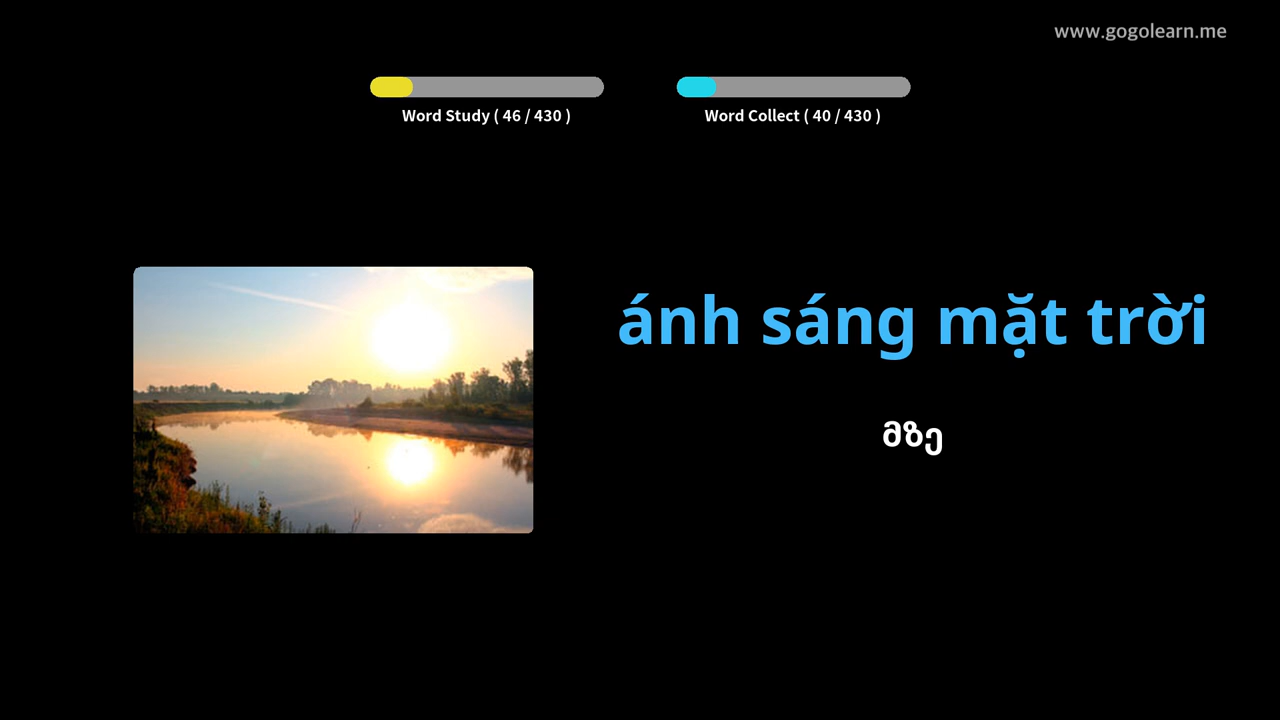 www.gogolearn.me
Word Study ( 46 / 430 )
Word Collect ( 40 / 430 )
ánh sáng mặt trời
მზე